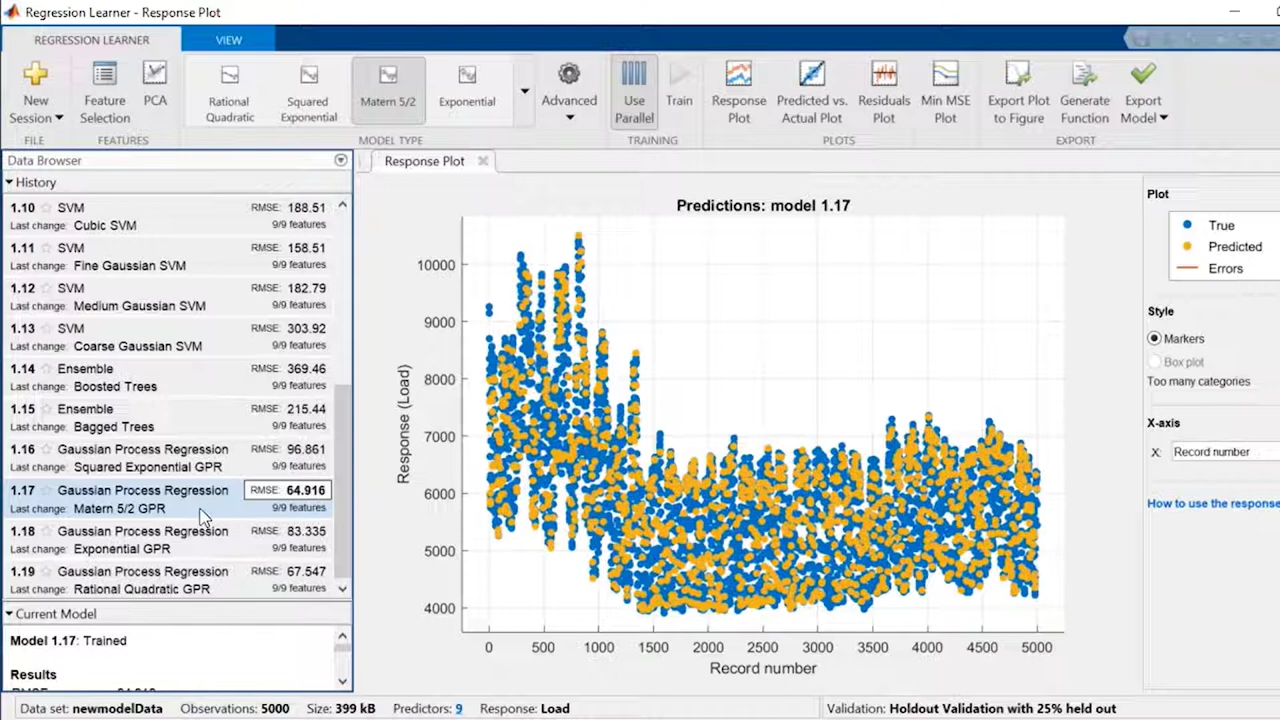 Regression Learner - Response Plot
REGRESSION LEARNER
VIEW
New Session
Feature Selection
PCA
Rational Quadratic
Squared Exponential
Matern 5/2
Exponential
Advanced
Use Parallel
Train
Response Plot
Predicted vs. Actual Plot
Residuals Plot
Min MSE Plot
Export Plot to Figure
Generate Function
Export Model
FILE
FEATURES
MODEL TYPE
TRAINING
PLOTS
EXPORT
Data Browser
History
1.10 SVM RMSE: 188.51
Last change: Cubic SVM 9/9 features
1.11 SVM RMSE: 158.51
Last change: Fine Gaussian SVM 9/9 features
1.12 SVM RMSE: 182.79
Last change: Medium Gaussian SVM 9/9 features
1.13 SVM RMSE: 303.92
Last change: Coarse Gaussian SVM 9/9 features
1.14 Ensemble RMSE: 369.46
Last change: Boosted Trees 9/9 features
1.15 Ensemble RMSE: 215.44
Last change: Bagged Trees 9/9 features
1.16 Gaussian Process Regression RMSE: 96.861
Last change: Squared Exponential GPR 9/9 features
1.17 Gaussian Process Regression RMSE: 64.916
Last change: Matern 5/2 GPR 9/9 features
1.18 Gaussian Process Regression RMSE: 83.335
Last change: Exponential GPR 9/9 features
1.19 Gaussian Process Regression RMSE: 67.547
Last change: Rational Quadratic GPR 9/9 features
Current Model
Model 1.17: Trained
Results
Response Plot
Predictions: model 1.17
Response (Load)
10000
9000
8000
7000
6000
5000
4000
0 500 1000 1500 2000 2500 3000 3500 4000 4500 5000
Record number
Plot
True
Predicted
Errors
Style
Markers
Box plot
Too many categories
X-axis
X: Record number
How to use the response
Data set: newmodelData Observations: 5000 Size: 399 kB Predictors: 9 Response: Load
Validation: Holdout Validation with 25% held out